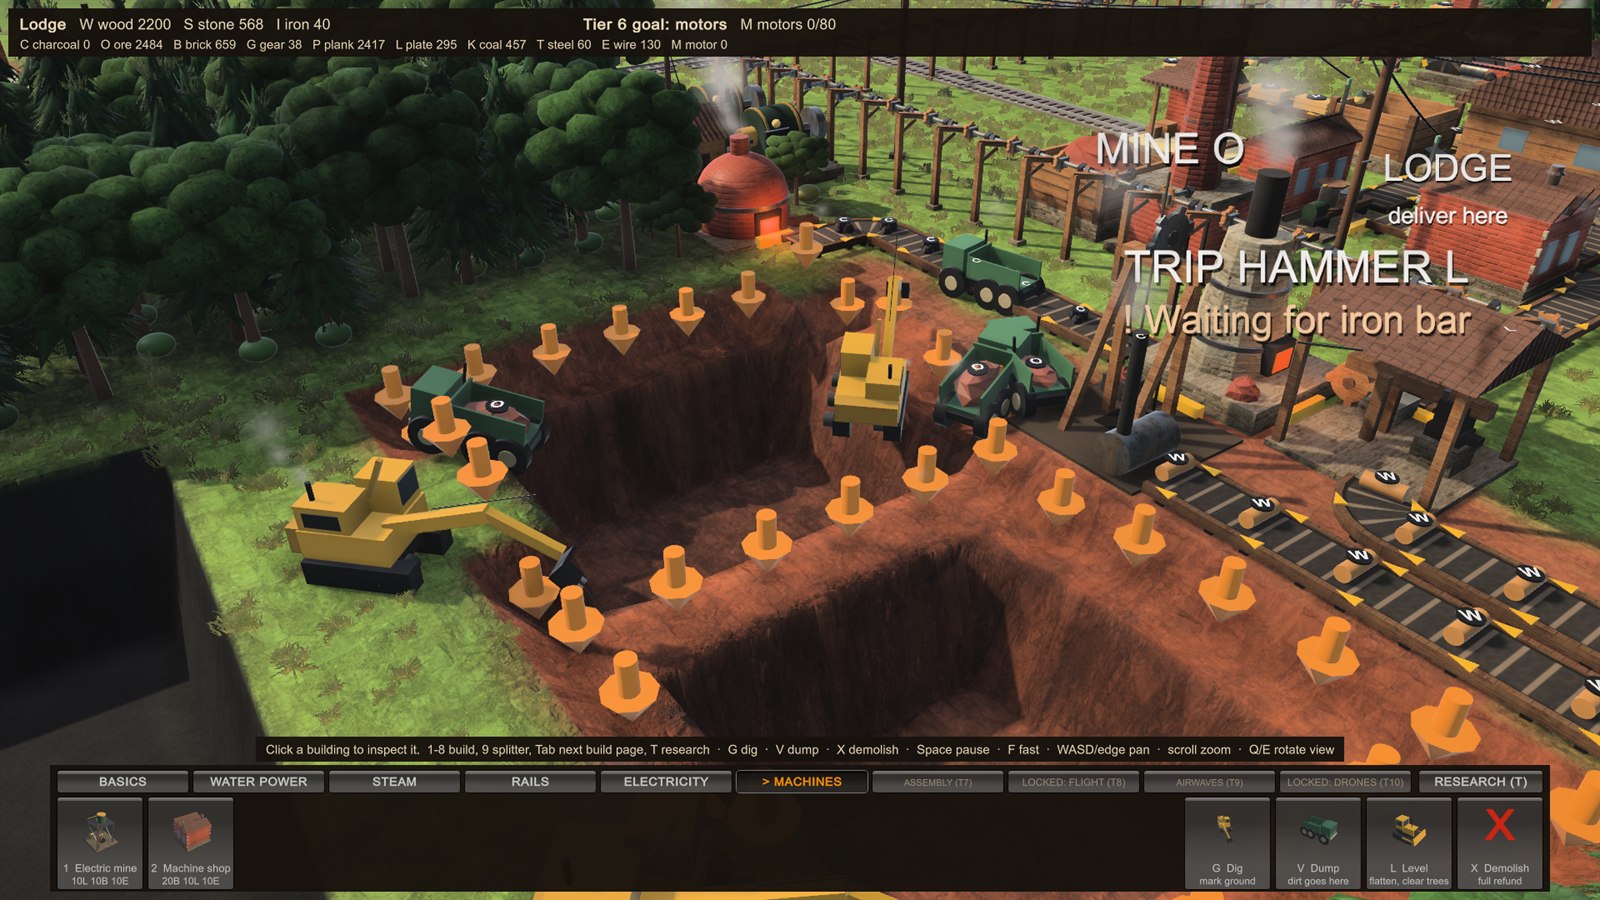 Lodge W wood 2200 S stone 568 I iron 40
Tier 6 goal: motors M motors 0/80
C charcoal 0 O ore 2484 B brick 659 G gear 38 P plank 2417 L plate 295 K coal 457 T steel 60 E wire 130 M motor 0
MINE O
LODGE
deliver here
TRIP HAMMER L
! Waiting for iron bar
C
O
O
O
W
W
W
W
W
W
W
Click a building to inspect it. 1-8 build, 9 splitter, Tab next build page, T research · G dig · V dump · X demolish · Space pause · F fast · WASD/edge pan · scroll zoom · Q/E rotate view
BASICS
WATER POWER
STEAM
RAILS
ELECTRICITY
> MACHINES
ASSEMBLY (T7)
LOCKED: FLIGHT (T8)
AIRWAYS (T9)
LOCKED: DRONES (T10)
RESEARCH (T)
1 Electric mine
10L 10B 10E
2 Machine shop
20B 10L 10E
G Dig
mark ground
V Dump
dirt goes here
L Level
flatten, clear trees
X Demolish
full refund